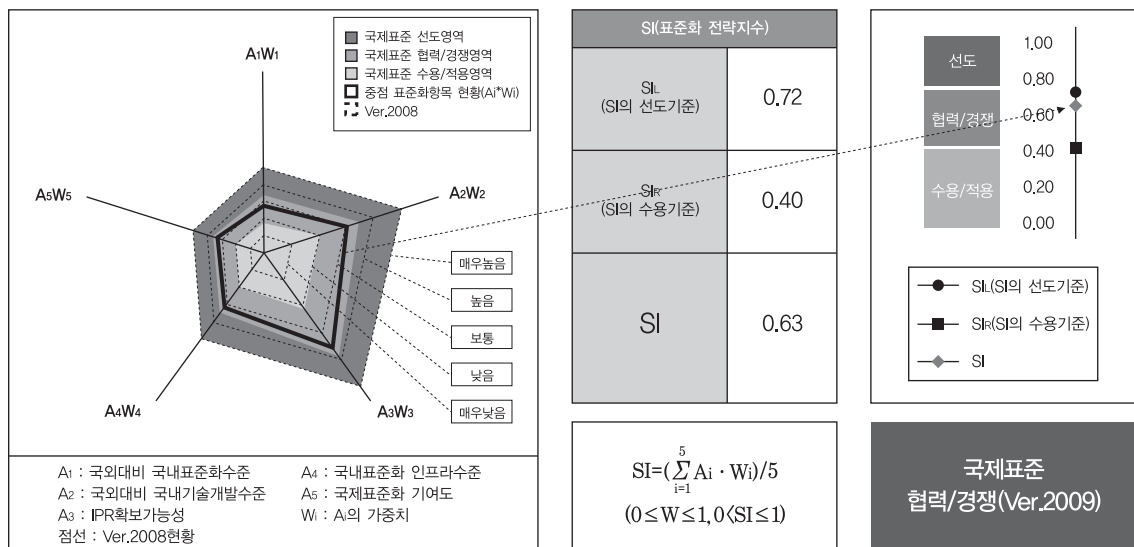 A1W1
A2W2
A3W3
A4W4
A5W5
국제표준 선도영역
국제표준 협력/경쟁영역
국제표준 수용/적용영역
중점 표준화항목 현황(Ai*Wi)
Ver.2008
매우높음
높음
보통
낮음
매우낮음
A1 : 국외대비 국내표준화수준
A2 : 국외대비 국내기술개발수준
A3 : IPR확보가능성
점선 : Ver.2008현황
A4 : 국내표준화 인프라수준
A5 : 국제표준화 기여도
Wi : Ai의 가중치
SI(표준화 전략지수)
SIL
(SI의 선도기준)
0.72
SIR
(SI의 수용기준)
0.40
SI
0.63
SI=(∑Ai · Wi)/5
5
i=1
(0≤W≤1, 0<SI≤1)
선도
협력/경쟁
수용/적용
1.00
0.80
0.60
0.40
0.20
0.00
SIL(SI의 선도기준)
SIR(SI의 수용기준)
SI
국제표준
협력/경쟁(Ver.2009)